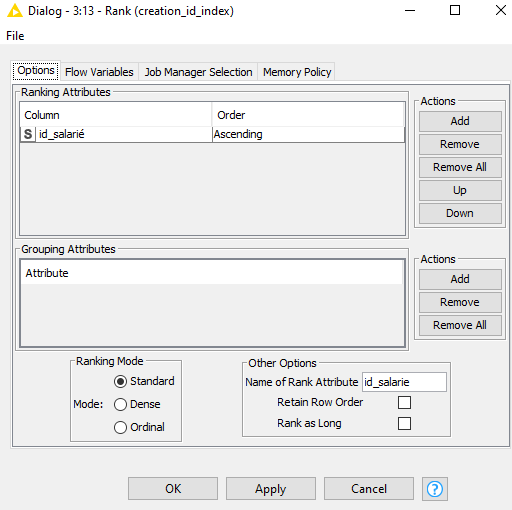 Dialog - 3:13 - Rank (creation_id_index)
File
Options Flow Variables Job Manager Selection Memory Policy
Ranking Attributes
Column Order
S id_salarié Ascending
Actions
Add
Remove
Remove All
Up
Down
Grouping Attributes
Attribute
Actions
Add
Remove
Remove All
Ranking Mode
Mode:
Standard
Dense
Ordinal
Other Options
Name of Rank Attribute id_salarie
Retain Row Order
Rank as Long
OK Apply Cancel ?